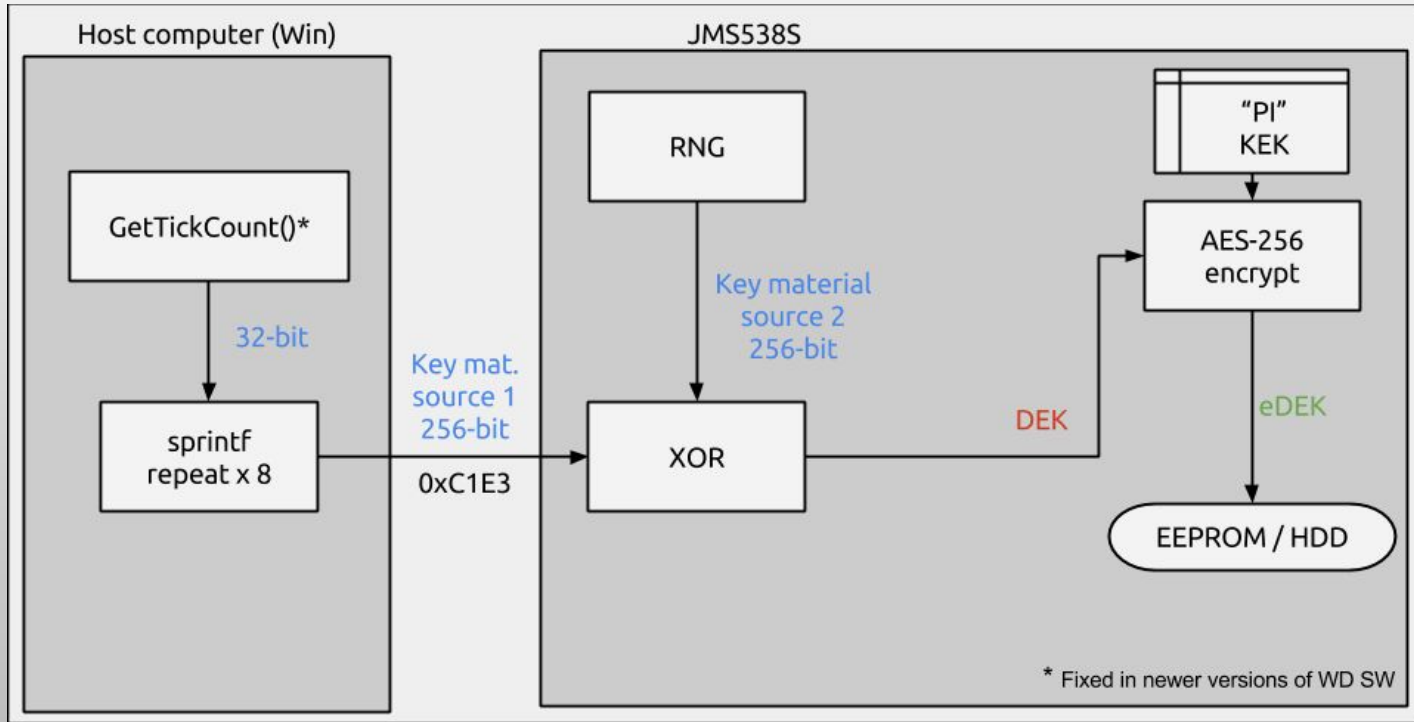 Host computer (Win)
JMS538S
GetTickCount()*
32-bit
sprintf
repeat x 8
Key mat.
source 1
256-bit
0xC1E3
RNG
Key material
source 2
256-bit
XOR
DEK
“PI”
KEK
AES-256
encrypt
eDEK
EEPROM / HDD
* Fixed in newer versions of WD SW